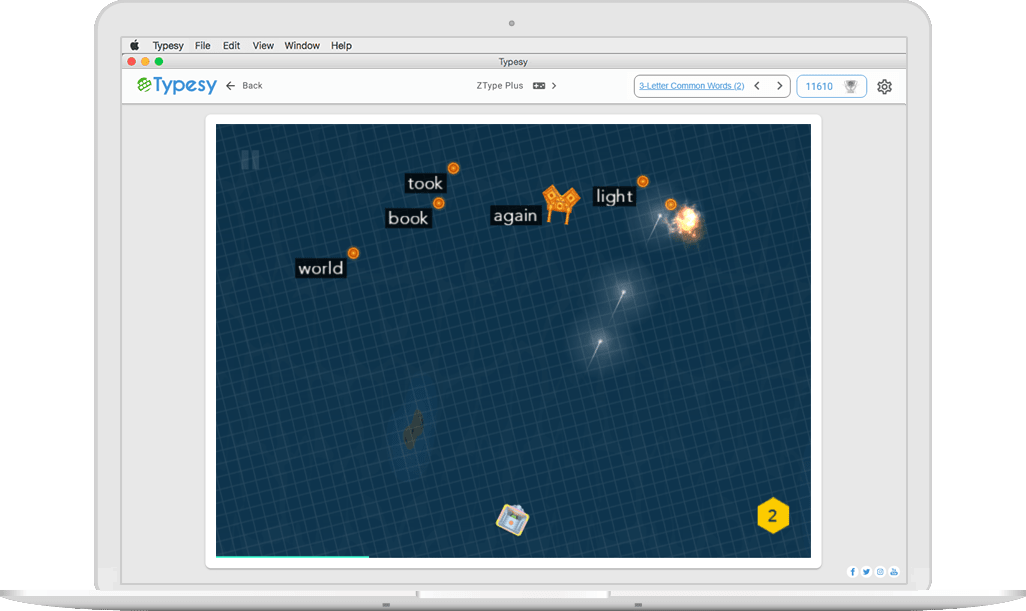 Typesy File Edit View Window Help
Typesy
Typesy Back ZType Plus 3-Letter Common Words (2) 11610
took
light
again
book
world
2